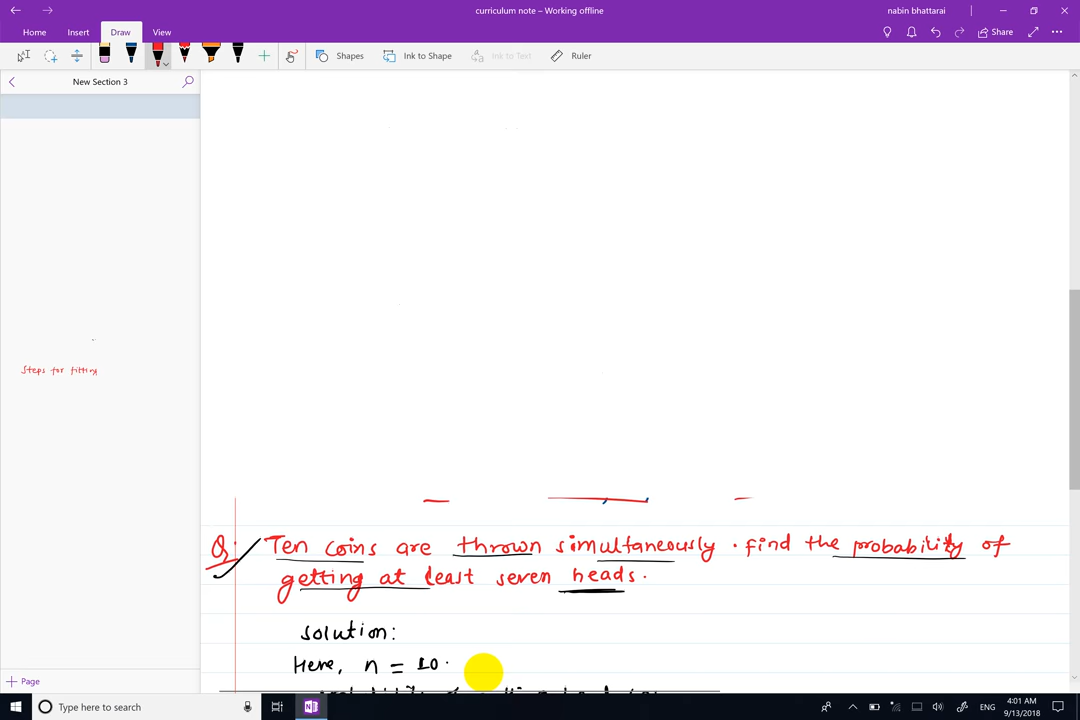 curriculum note – Working offline
nabin bhattarai
Home Insert Draw View
Share
Shapes Ink to Shape Ink to Text Ruler
New Section 3
Steps for fitting
Q: Ten coins are thrown simultaneously. find the probability of
getting at least seven heads.
solution:
Here, n = 10.
Page
Type here to search
ENG
4:01 AM
9/13/2018